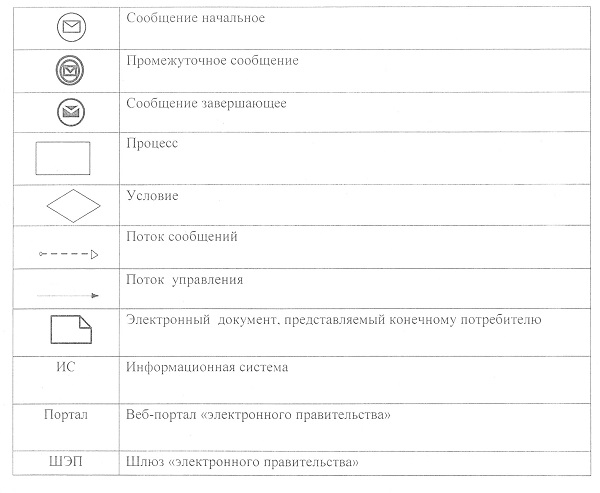 Сообщение начальное
Промежуточное сообщение
Сообщение завершающее
Процесс
Условие
Поток сообщений
Поток управления
Электронный документ, представляемый конечному потребителю
ИС Информационная система
Портал Веб-портал «электронного правительства»
ШЭП Шлюз «электронного правительства»